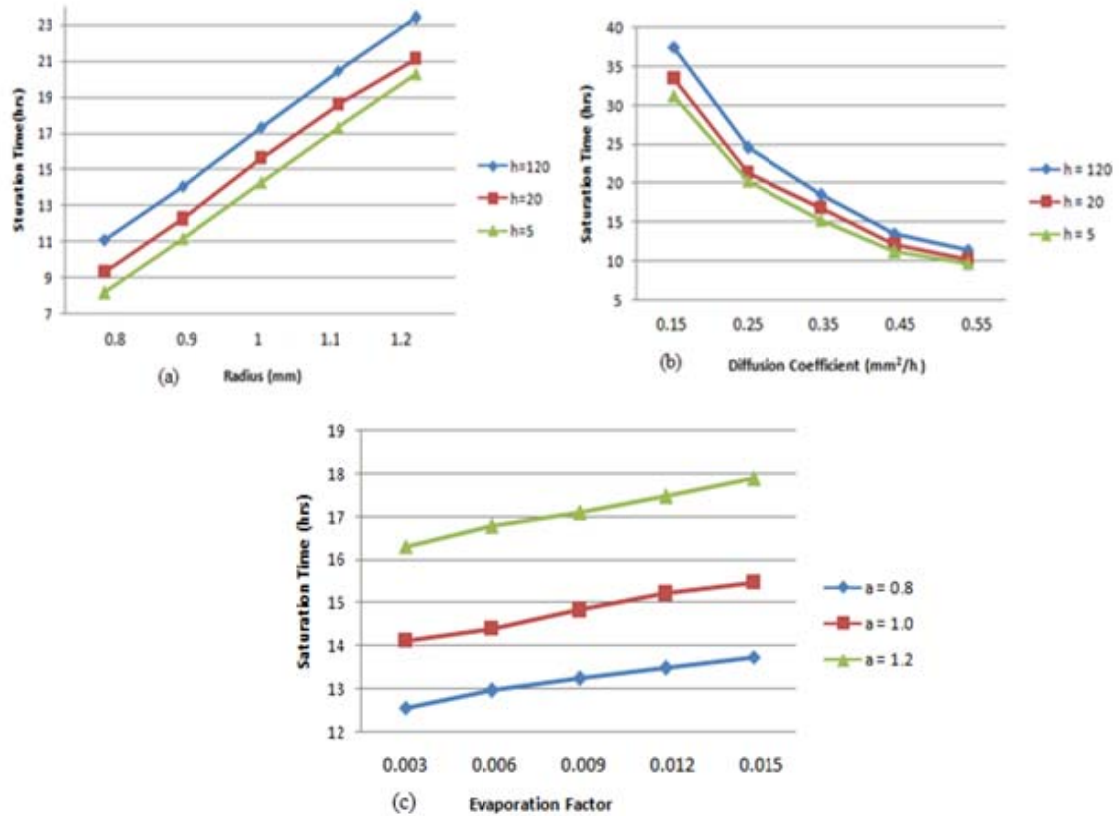 23
21
19
17
15
13
11
9
7
Sturation Time(hrs)
0.8 0.9 1 1.1 1.2
(a) Radius (mm)
h=120
h=20
h=5
40
35
30
25
20
15
10
5
Saturation Time (hrs)
0.15 0.25 0.35 0.45 0.55
(b) Diffusion Coefficient (mm²/h )
h = 120
h = 20
h = 5
19
18
17
16
15
14
13
12
Saturation Time (hrs)
0.003 0.006 0.009 0.012 0.015
(c) Evaporation Factor
a = 0.8
a = 1.0
a = 1.2